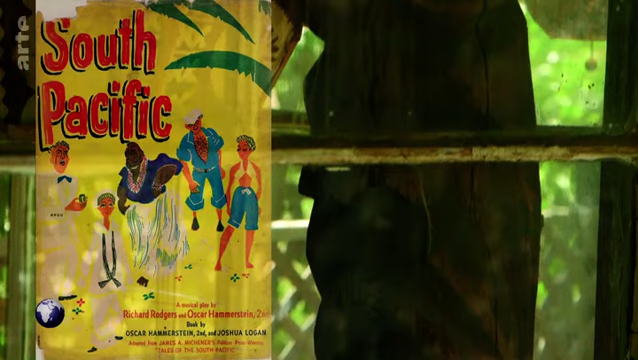 arte
South
Pacific
A musical play by
Richard Rodgers and Oscar Hammerstein, 2nd
Book by
OSCAR HAMMERSTEIN, 2nd, and JOSHUA LOGAN
Adapted from JAMES A. MICHENER'S Pulitzer Prize-Winning
"TALES OF THE SOUTH PACIFIC"